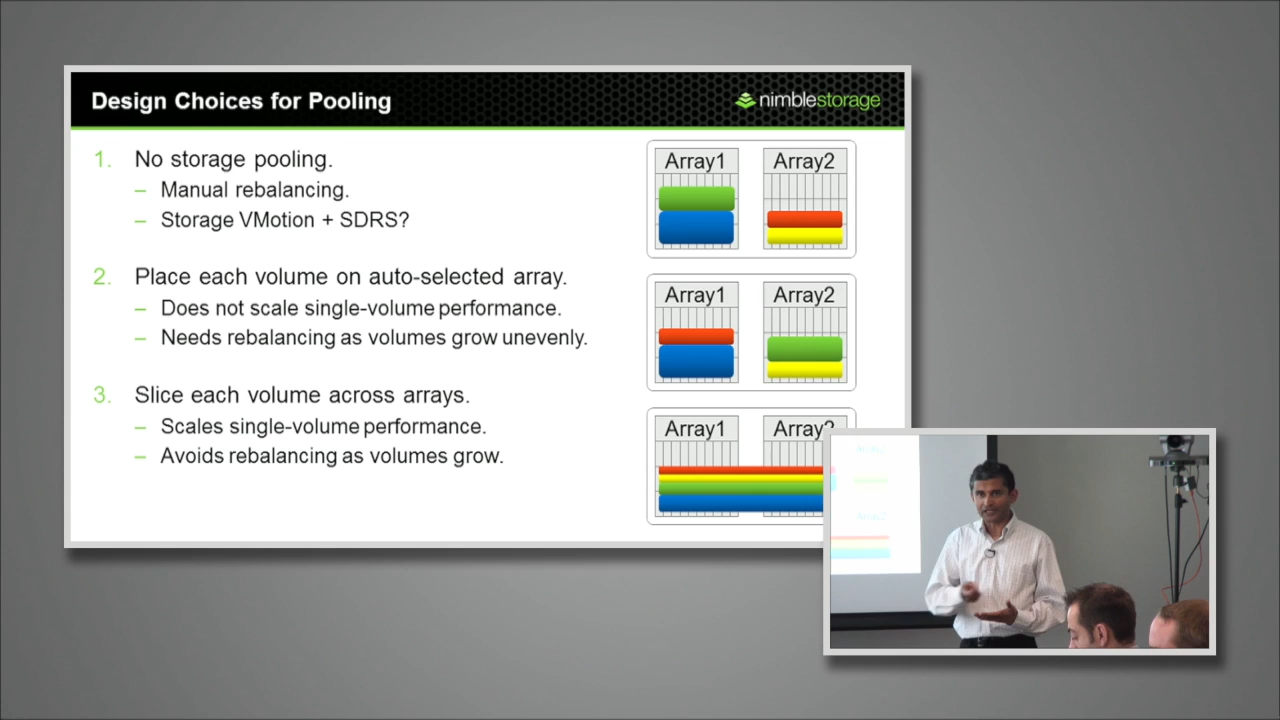 Design Choices for Pooling
nimblestorage
1. No storage pooling.
– Manual rebalancing.
– Storage VMotion + SDRS?
Array1 Array2
2. Place each volume on auto-selected array.
– Does not scale single-volume performance.
– Needs rebalancing as volumes grow unevenly.
Array1 Array2
3. Slice each volume across arrays.
– Scales single-volume performance.
– Avoids rebalancing as volumes grow.
Array1 Array2
Array2